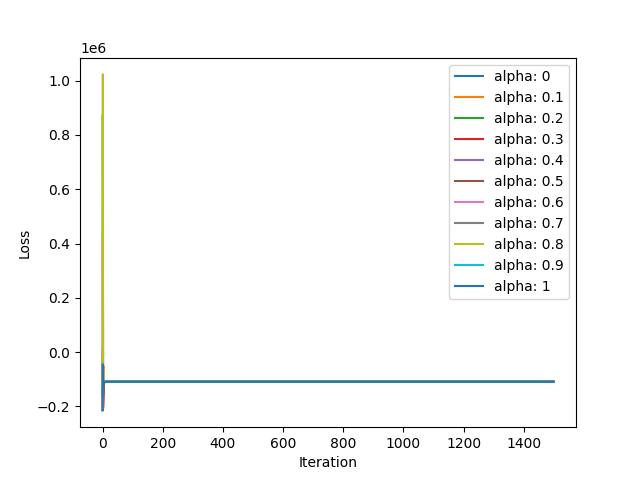 1e6
1.0
0.8
0.6
0.4
0.2
0.0
−0.2
Loss
0 200 400 600 800 1000 1200 1400
Iteration
alpha: 0
alpha: 0.1
alpha: 0.2
alpha: 0.3
alpha: 0.4
alpha: 0.5
alpha: 0.6
alpha: 0.7
alpha: 0.8
alpha: 0.9
alpha: 1